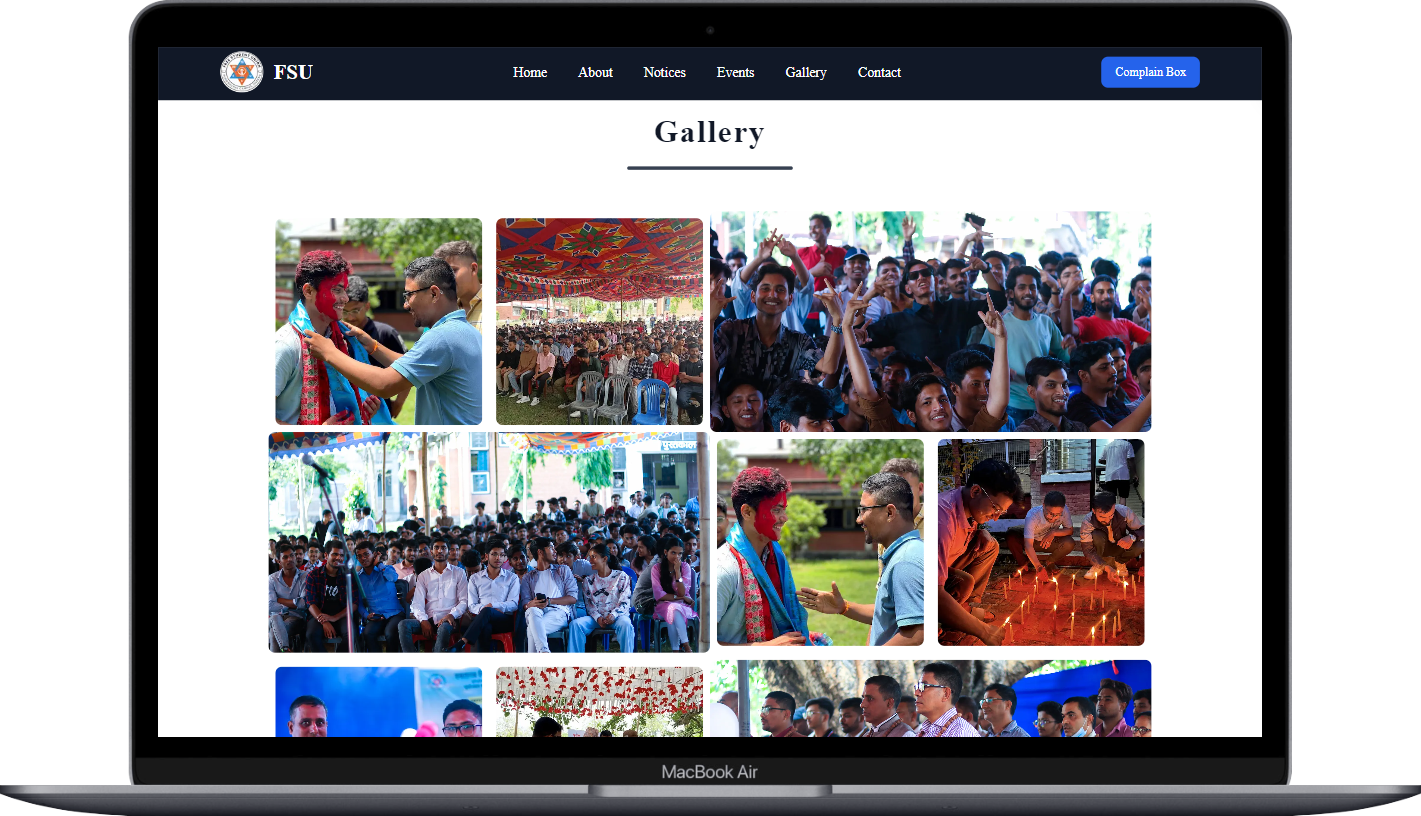 FSU
Home About Notices Events Gallery Contact
Complain Box
Gallery
MacBook Air